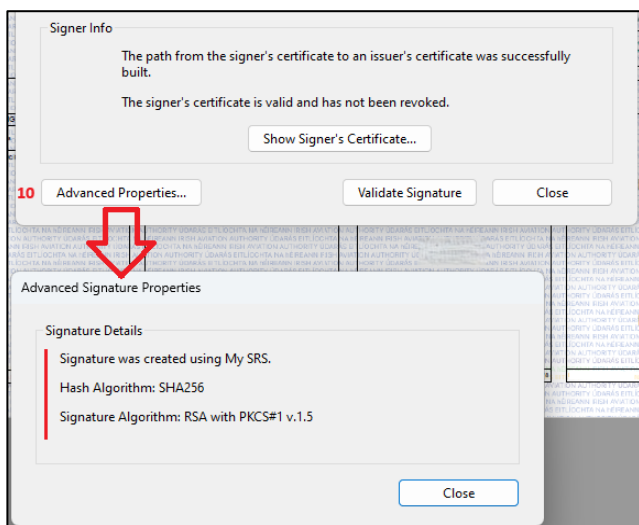 Signer Info
The path from the signer's certificate to an issuer's certificate was successfully
built.
The signer's certificate is valid and has not been revoked.
Show Signer's Certificate...
10 Advanced Properties... Validate Signature Close
Advanced Signature Properties
Signature Details
Signature was created using My SRS.
Hash Algorithm: SHA256
Signature Algorithm: RSA with PKCS#1 v.1.5
Close